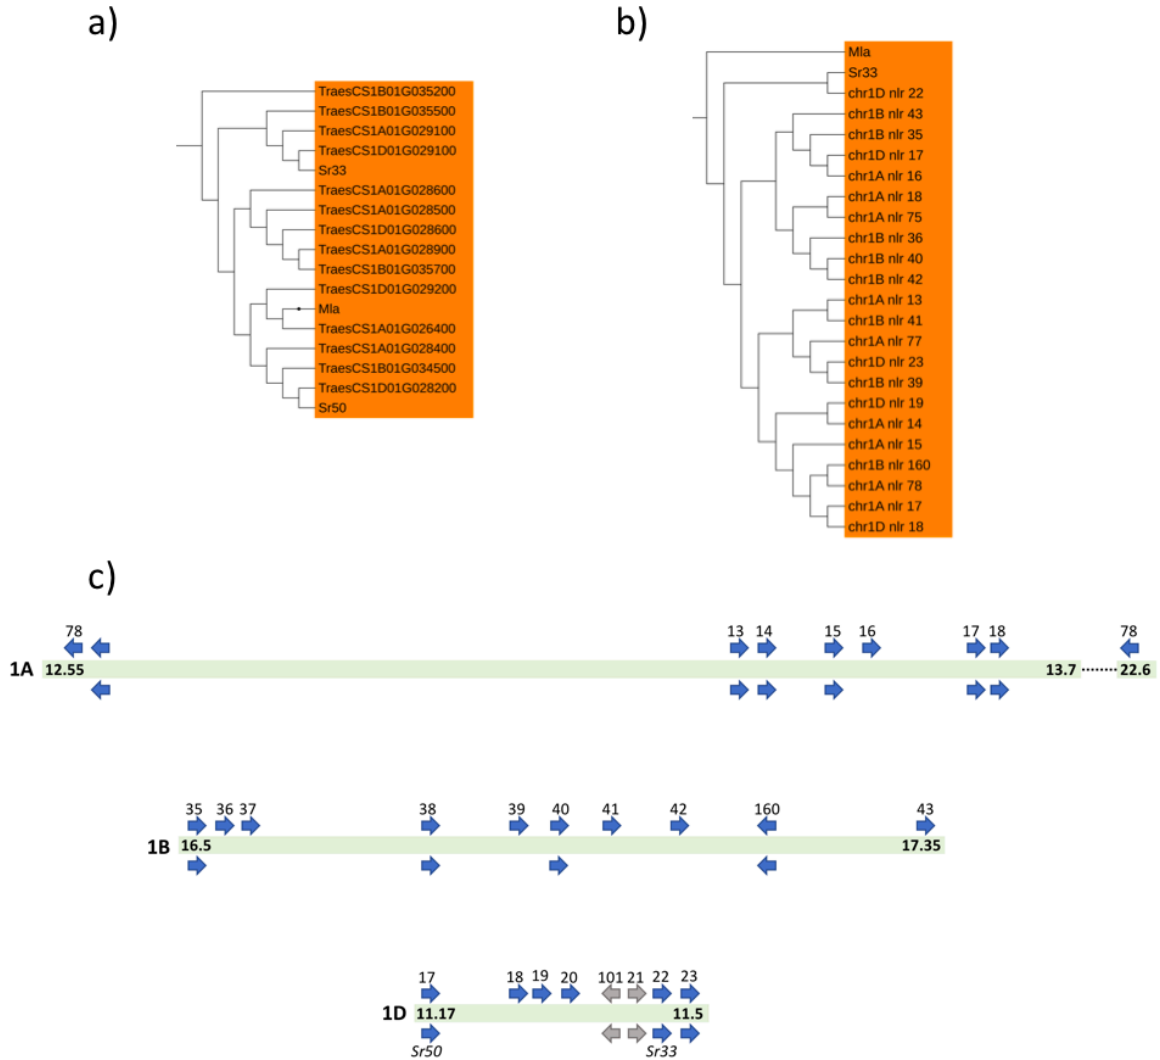 a)
b)
TraesCS1B01G035200
TraesCS1B01G035500
TraesCS1A01G029100
TraesCS1D01G029100
Sr33
TraesCS1A01G028600
TraesCS1A01G028500
TraesCS1D01G028600
TraesCS1A01G028900
TraesCS1B01G035700
TraesCS1D01G029200
Mla
TraesCS1A01G026400
TraesCS1A01G028400
TraesCS1B01G034500
TraesCS1D01G028200
Sr50
Mla
Sr33
chr1D nlr 22
chr1B nlr 43
chr1B nlr 35
chr1D nlr 17
chr1A nlr 16
chr1A nlr 18
chr1A nlr 75
chr1B nlr 36
chr1B nlr 40
chr1B nlr 42
chr1A nlr 13
chr1B nlr 41
chr1A nlr 77
chr1D nlr 23
chr1B nlr 39
chr1D nlr 19
chr1A nlr 14
chr1A nlr 15
chr1B nlr 160
chr1A nlr 78
chr1A nlr 17
chr1D nlr 18
c)
78 13 14 15 16 17 18 78
1A 12.55 13.7 22.6
35 36 37 38 39 40 41 42 160 43
1B 16.5 17.35
17 18 19 20 101 21 22 23
1D 11.17 11.5
Sr50 Sr33